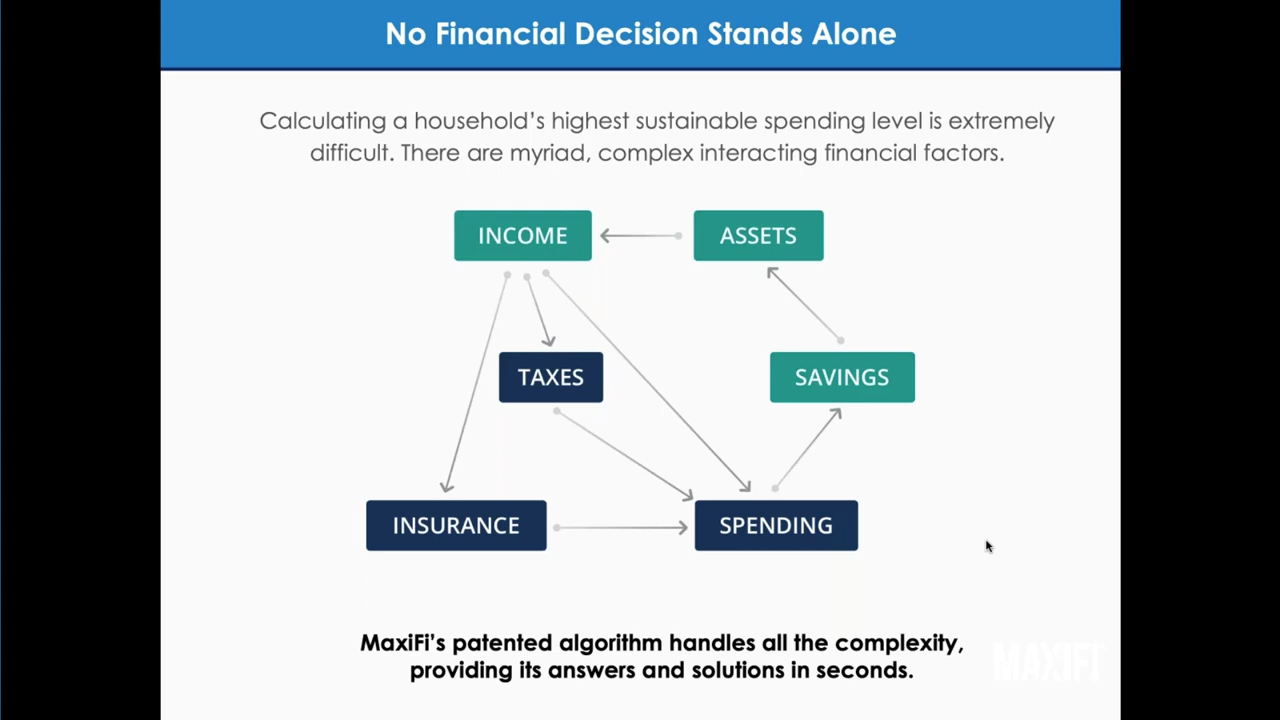 No Financial Decision Stands Alone
Calculating a household's highest sustainable spending level is extremely
difficult. There are myriad, complex interacting financial factors.
INCOME
ASSETS
TAXES
SAVINGS
INSURANCE
SPENDING
MaxiFi's patented algorithm handles all the complexity,
providing its answers and solutions in seconds.
MAXIFI